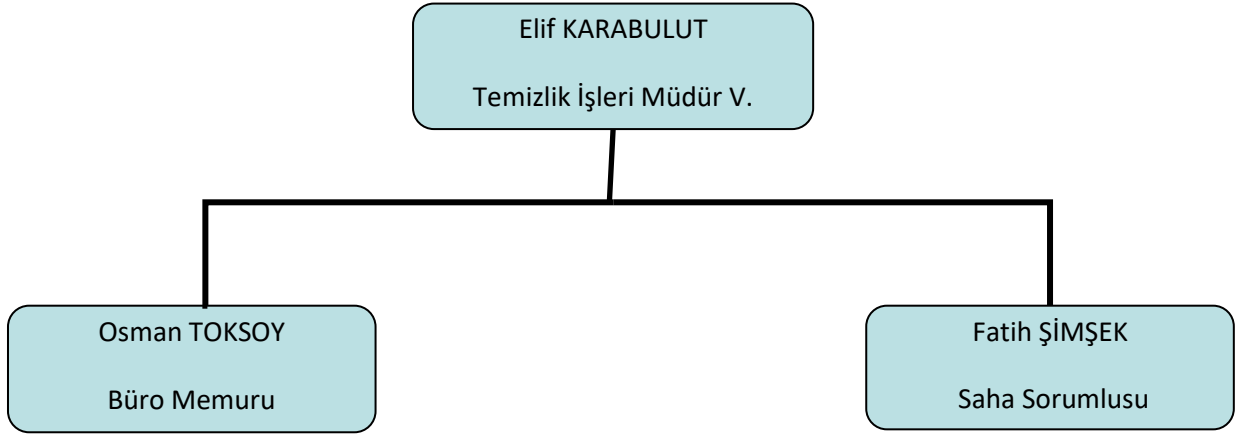 Elif KARABULUT
Temizlik İşleri Müdür V.
Osman TOKSOY
Büro Memuru
Fatih ŞİMŞEK
Saha Sorumlusu